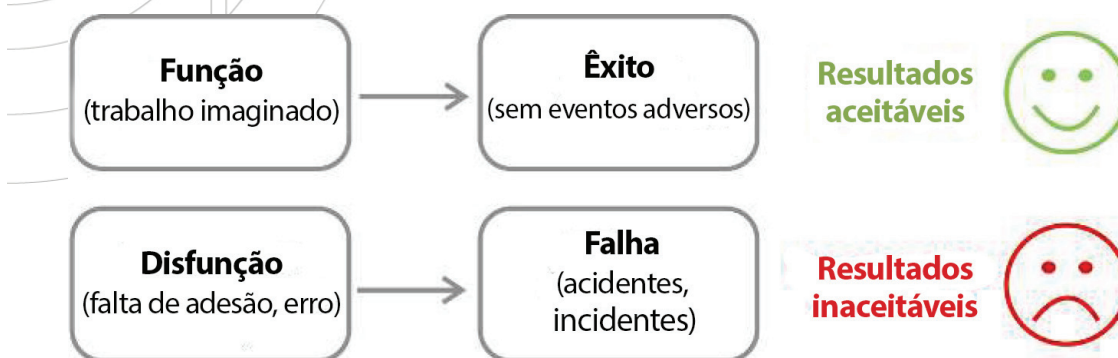 Função
(trabalho imaginado)
Êxito
(sem eventos adversos)
Resultados
aceitáveis
Disfunção
(falta de adesão, erro)
Falha
(acidentes,
incidentes)
Resultados
inaceitáveis